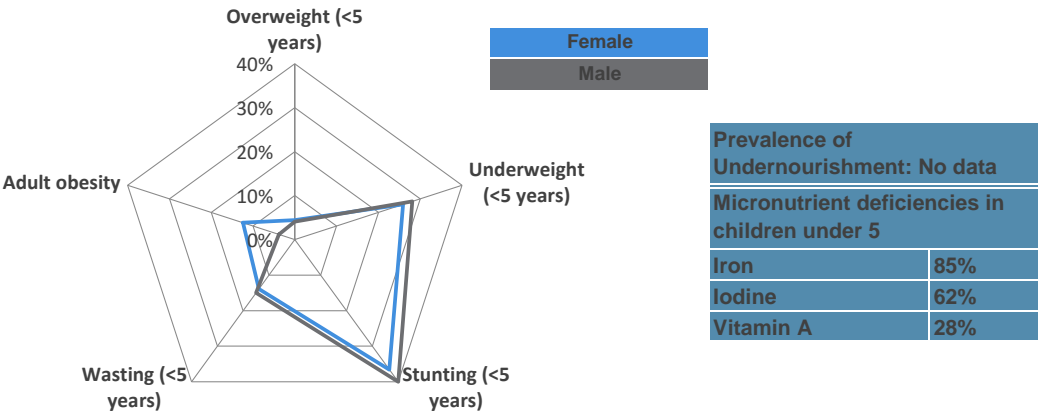 Overweight (<5
years)
40%
30%
20%
10%
0%
Underweight
(<5 years)
Stunting (<5
years)
Wasting (<5
years)
Adult obesity
Female
Male
Prevalence of
Undernourishment: No data
Micronutrient deficiencies in
children under 5
Iron 85%
Iodine 62%
Vitamin A 28%